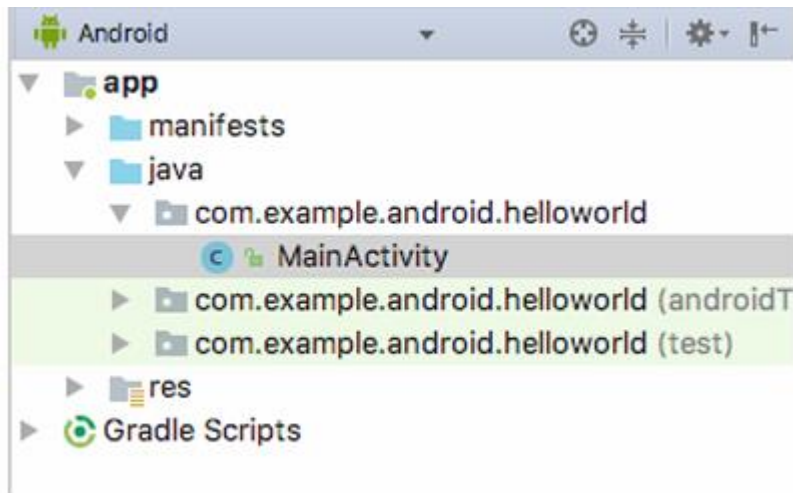 Android
app
manifests
java
com.example.android.helloworld
C MainActivity
com.example.android.helloworld (androidT
com.example.android.helloworld (test)
res
Gradle Scripts